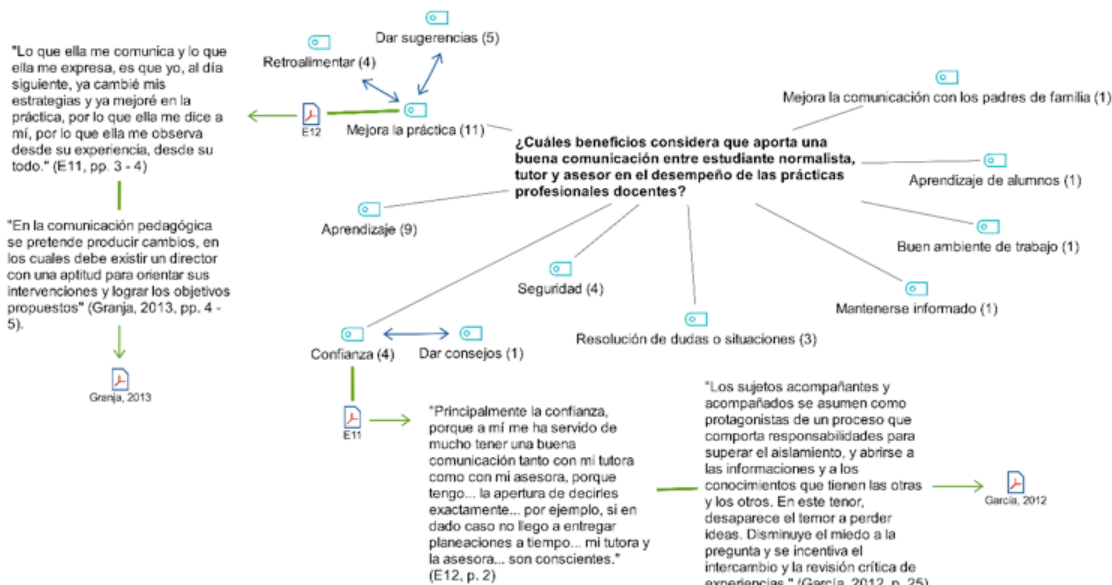 Dar sugerencias (5)
Retroalimentar (4)
Mejora la práctica (11)
E12
"Lo que ella me comunica y lo que
ella me expresa, es que yo, al día
siguiente, ya cambié mis
estrategias y ya mejoré en la
práctica, por lo que ella me dice a
mí, por lo que ella me observa
desde su experiencia, desde su
todo." (E11, pp. 3 - 4)
"En la comunicación pedagógica
se pretende producir cambios, en
los cuales debe existir un director
con una aptitud para orientar sus
intervenciones y lograr los objetivos
propuestos" (Granja, 2013, pp. 4 -
5).
Granja, 2013
¿Cuáles beneficios considera que aporta una
buena comunicación entre estudiante normalista,
tutor y asesor en el desempeño de las prácticas
profesionales docentes?
Mejora la comunicación con los padres de familia (1)
Aprendizaje de alumnos (1)
Buen ambiente de trabajo (1)
Mantenerse informado (1)
Resolución de dudas o situaciones (3)
Seguridad (4)
Aprendizaje (9)
Confianza (4)
Dar consejos (1)
E11
"Principalmente la confianza,
porque a mí me ha servido de
mucho tener una buena
comunicación tanto con mi tutora
como con mi asesora, porque
tengo... la apertura de decirles
exactamente... por ejemplo, si en
dado caso no llego a entregar
planeaciones a tiempo... mi tutora y
la asesora... son conscientes."
(E12, p. 2)
"Los sujetos acompañantes y
acompañados se asumen como
protagonistas de un proceso que
comporta responsabilidades para
superar el aislamiento, y abrirse a
las informaciones y a los
conocimientos que tienen las otras
y los otros. En este tenor,
desaparece el temor a perder
ideas. Disminuye el miedo a la
pregunta y se incentiva el
intercambio y la revisión crítica de
experiencias." (García, 2012, p. 25)
García, 2012